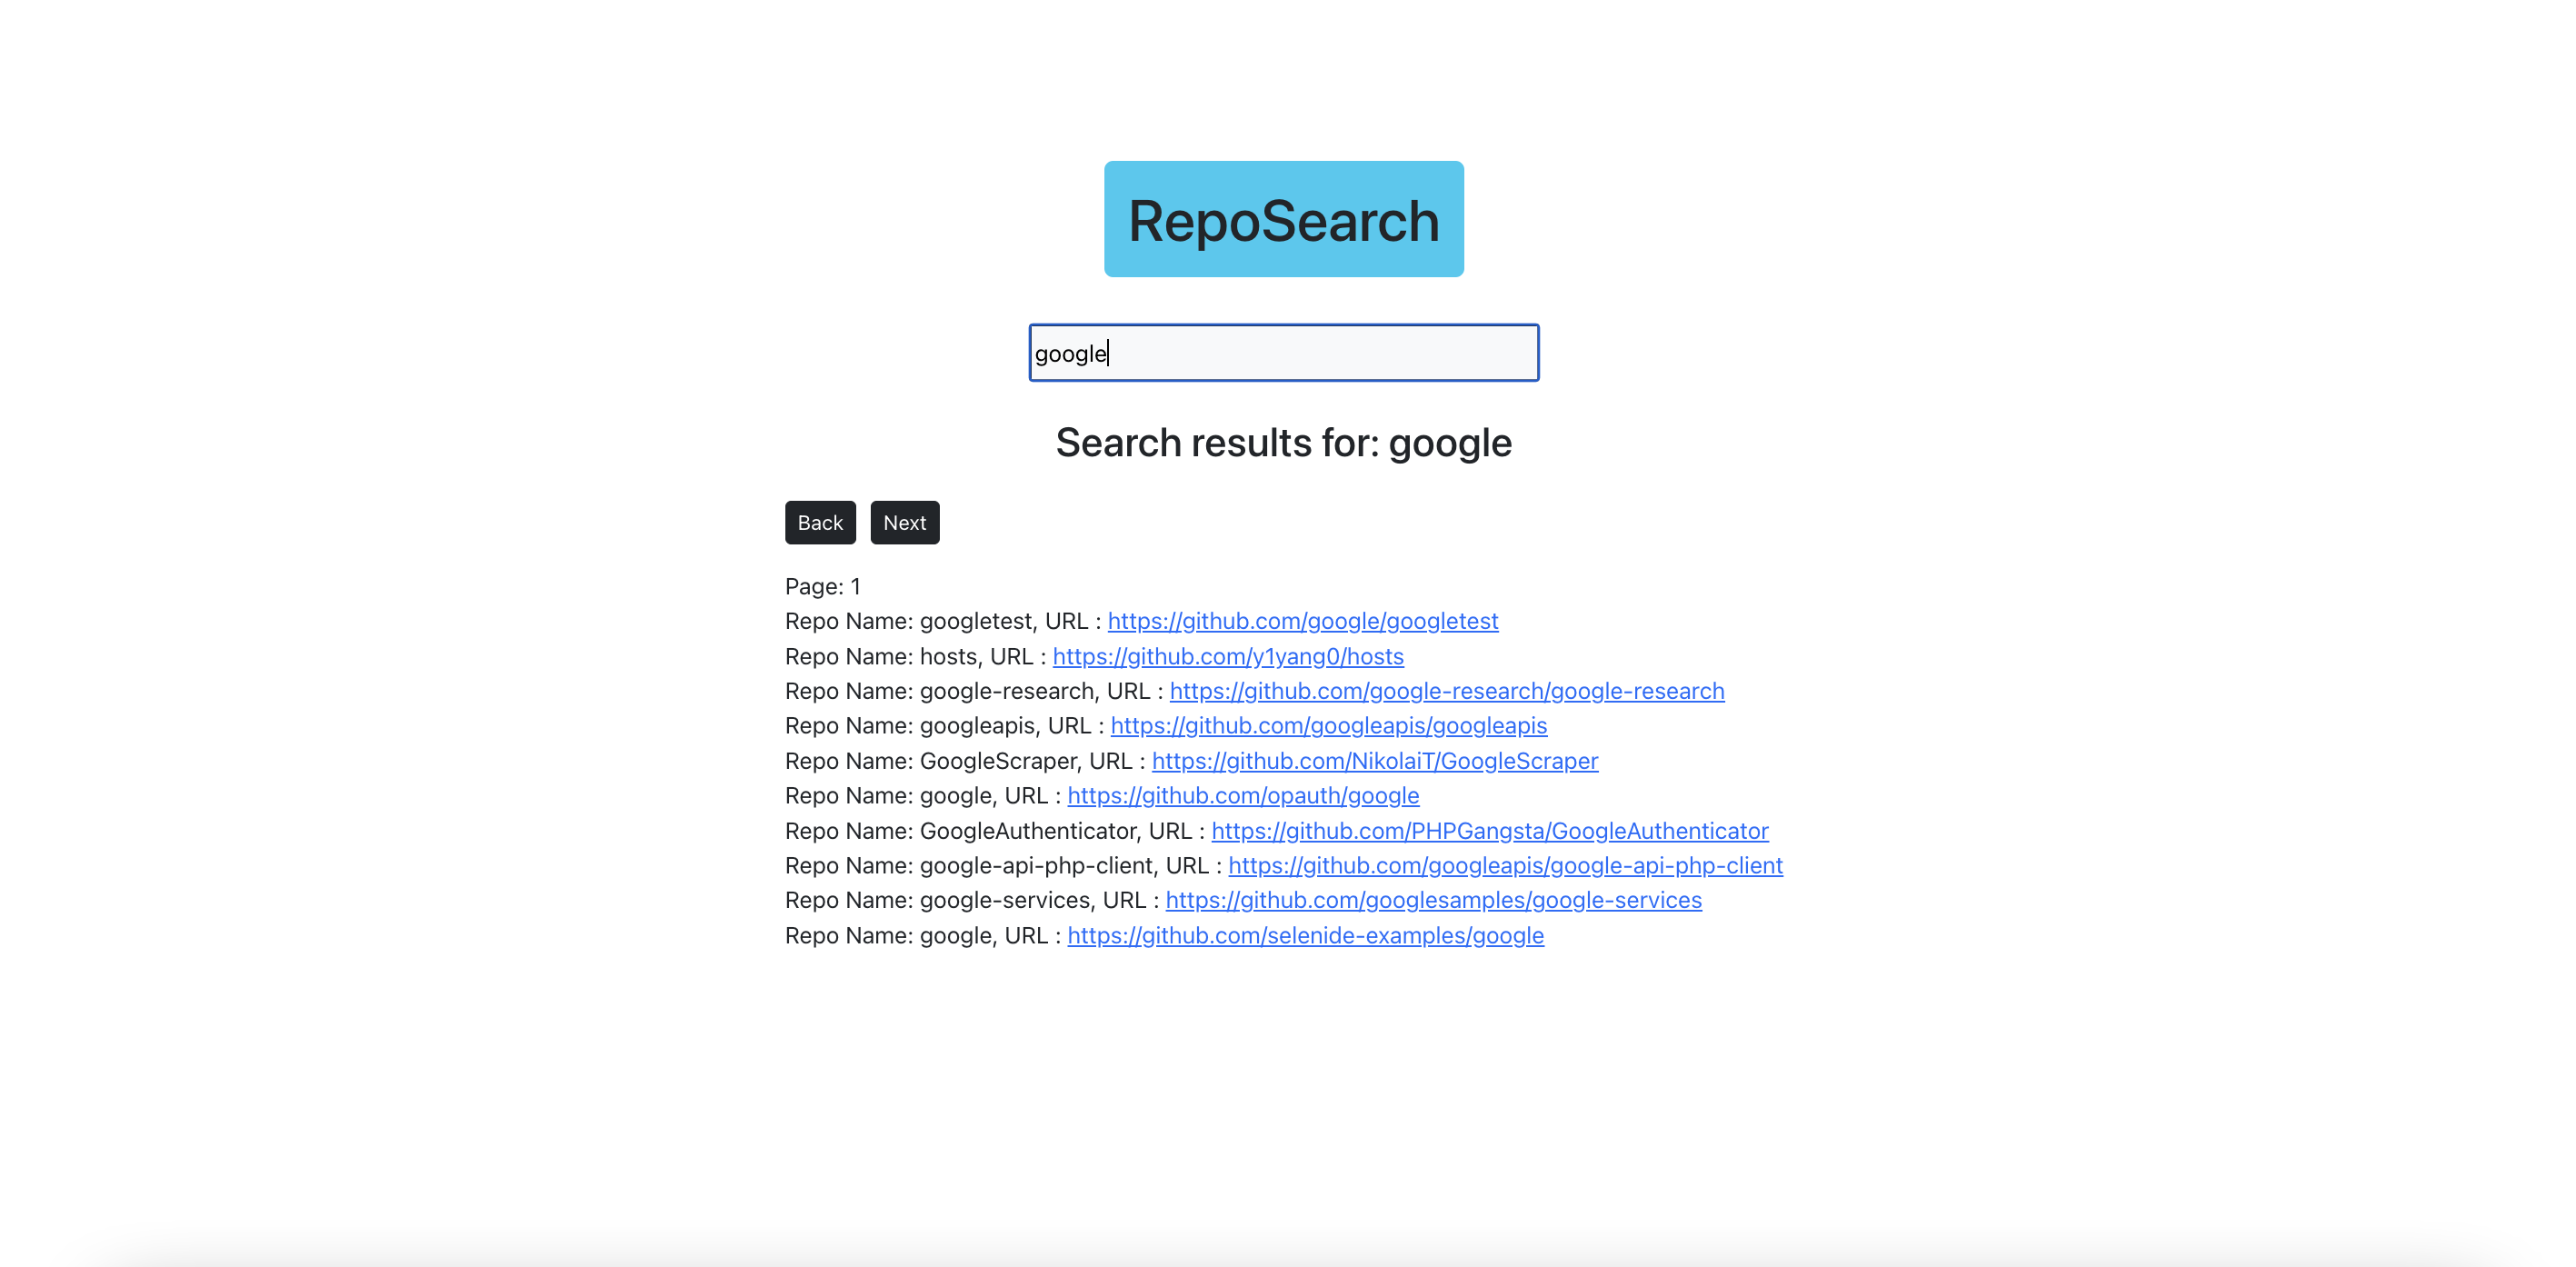 RepoSearch
google
Search results for: google
Back Next
Page: 1
Repo Name: googletest, URL : https://github.com/google/googletest
Repo Name: hosts, URL : https://github.com/y1yang0/hosts
Repo Name: google-research, URL : https://github.com/google-research/google-research
Repo Name: googleapis, URL : https://github.com/googleapis/googleapis
Repo Name: GoogleScraper, URL : https://github.com/NikolaiT/GoogleScraper
Repo Name: google, URL : https://github.com/opauth/google
Repo Name: GoogleAuthenticator, URL : https://github.com/PHPGangsta/GoogleAuthenticator
Repo Name: google-api-php-client, URL : https://github.com/googleapis/google-api-php-client
Repo Name: google-services, URL : https://github.com/googlesamples/google-services
Repo Name: google, URL : https://github.com/selenide-examples/google